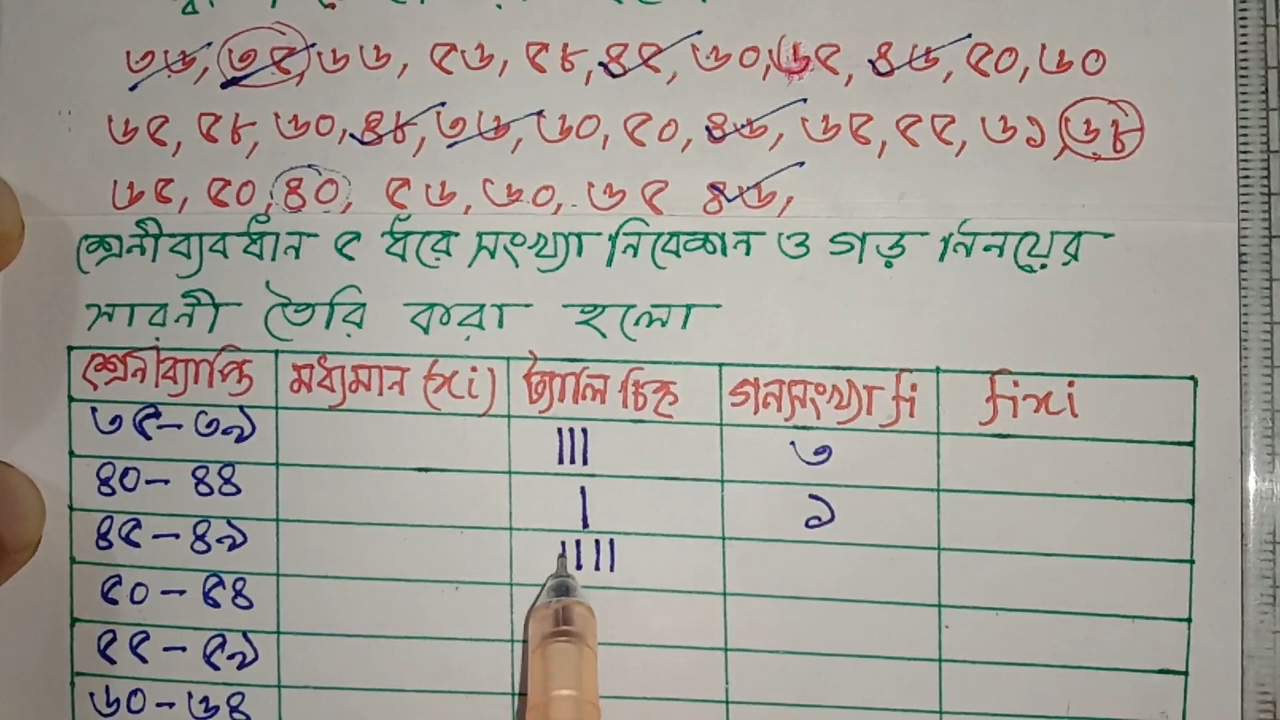 ৩৬, ৩৫, ৬৬, ৫৬, ৫৮, ৪৫, ৬০, ৬৫, ৪৬, ৫০, ৬০
৬৫, ৫৮, ৬০, ৪৮, ৩৬, ৬০, ৫০, ৪৬, ৬৫, ৫৫, ৬১, ৬৮
৬৫, ৫০, ৪০, ৫৬, ৬০, ৬৫ ৪৬,
শ্রেনীব্যবধান ৫ ধরে সংখ্যা নিবেশন ও গড় র্নিনয়ের
সারনী তৈরি করা হলো
শ্রেনীব্যাপ্তি মধ্যমান (xi) ট্যালি চিহ্ন গনসংখ্যা fi fixi
৩৫-৩৯ ||| ৩
৪০-৪৪ | ১
৪৫-৪৯ ||||
৫০-৫৪
৫৫-৫৯
৬০-৬৪